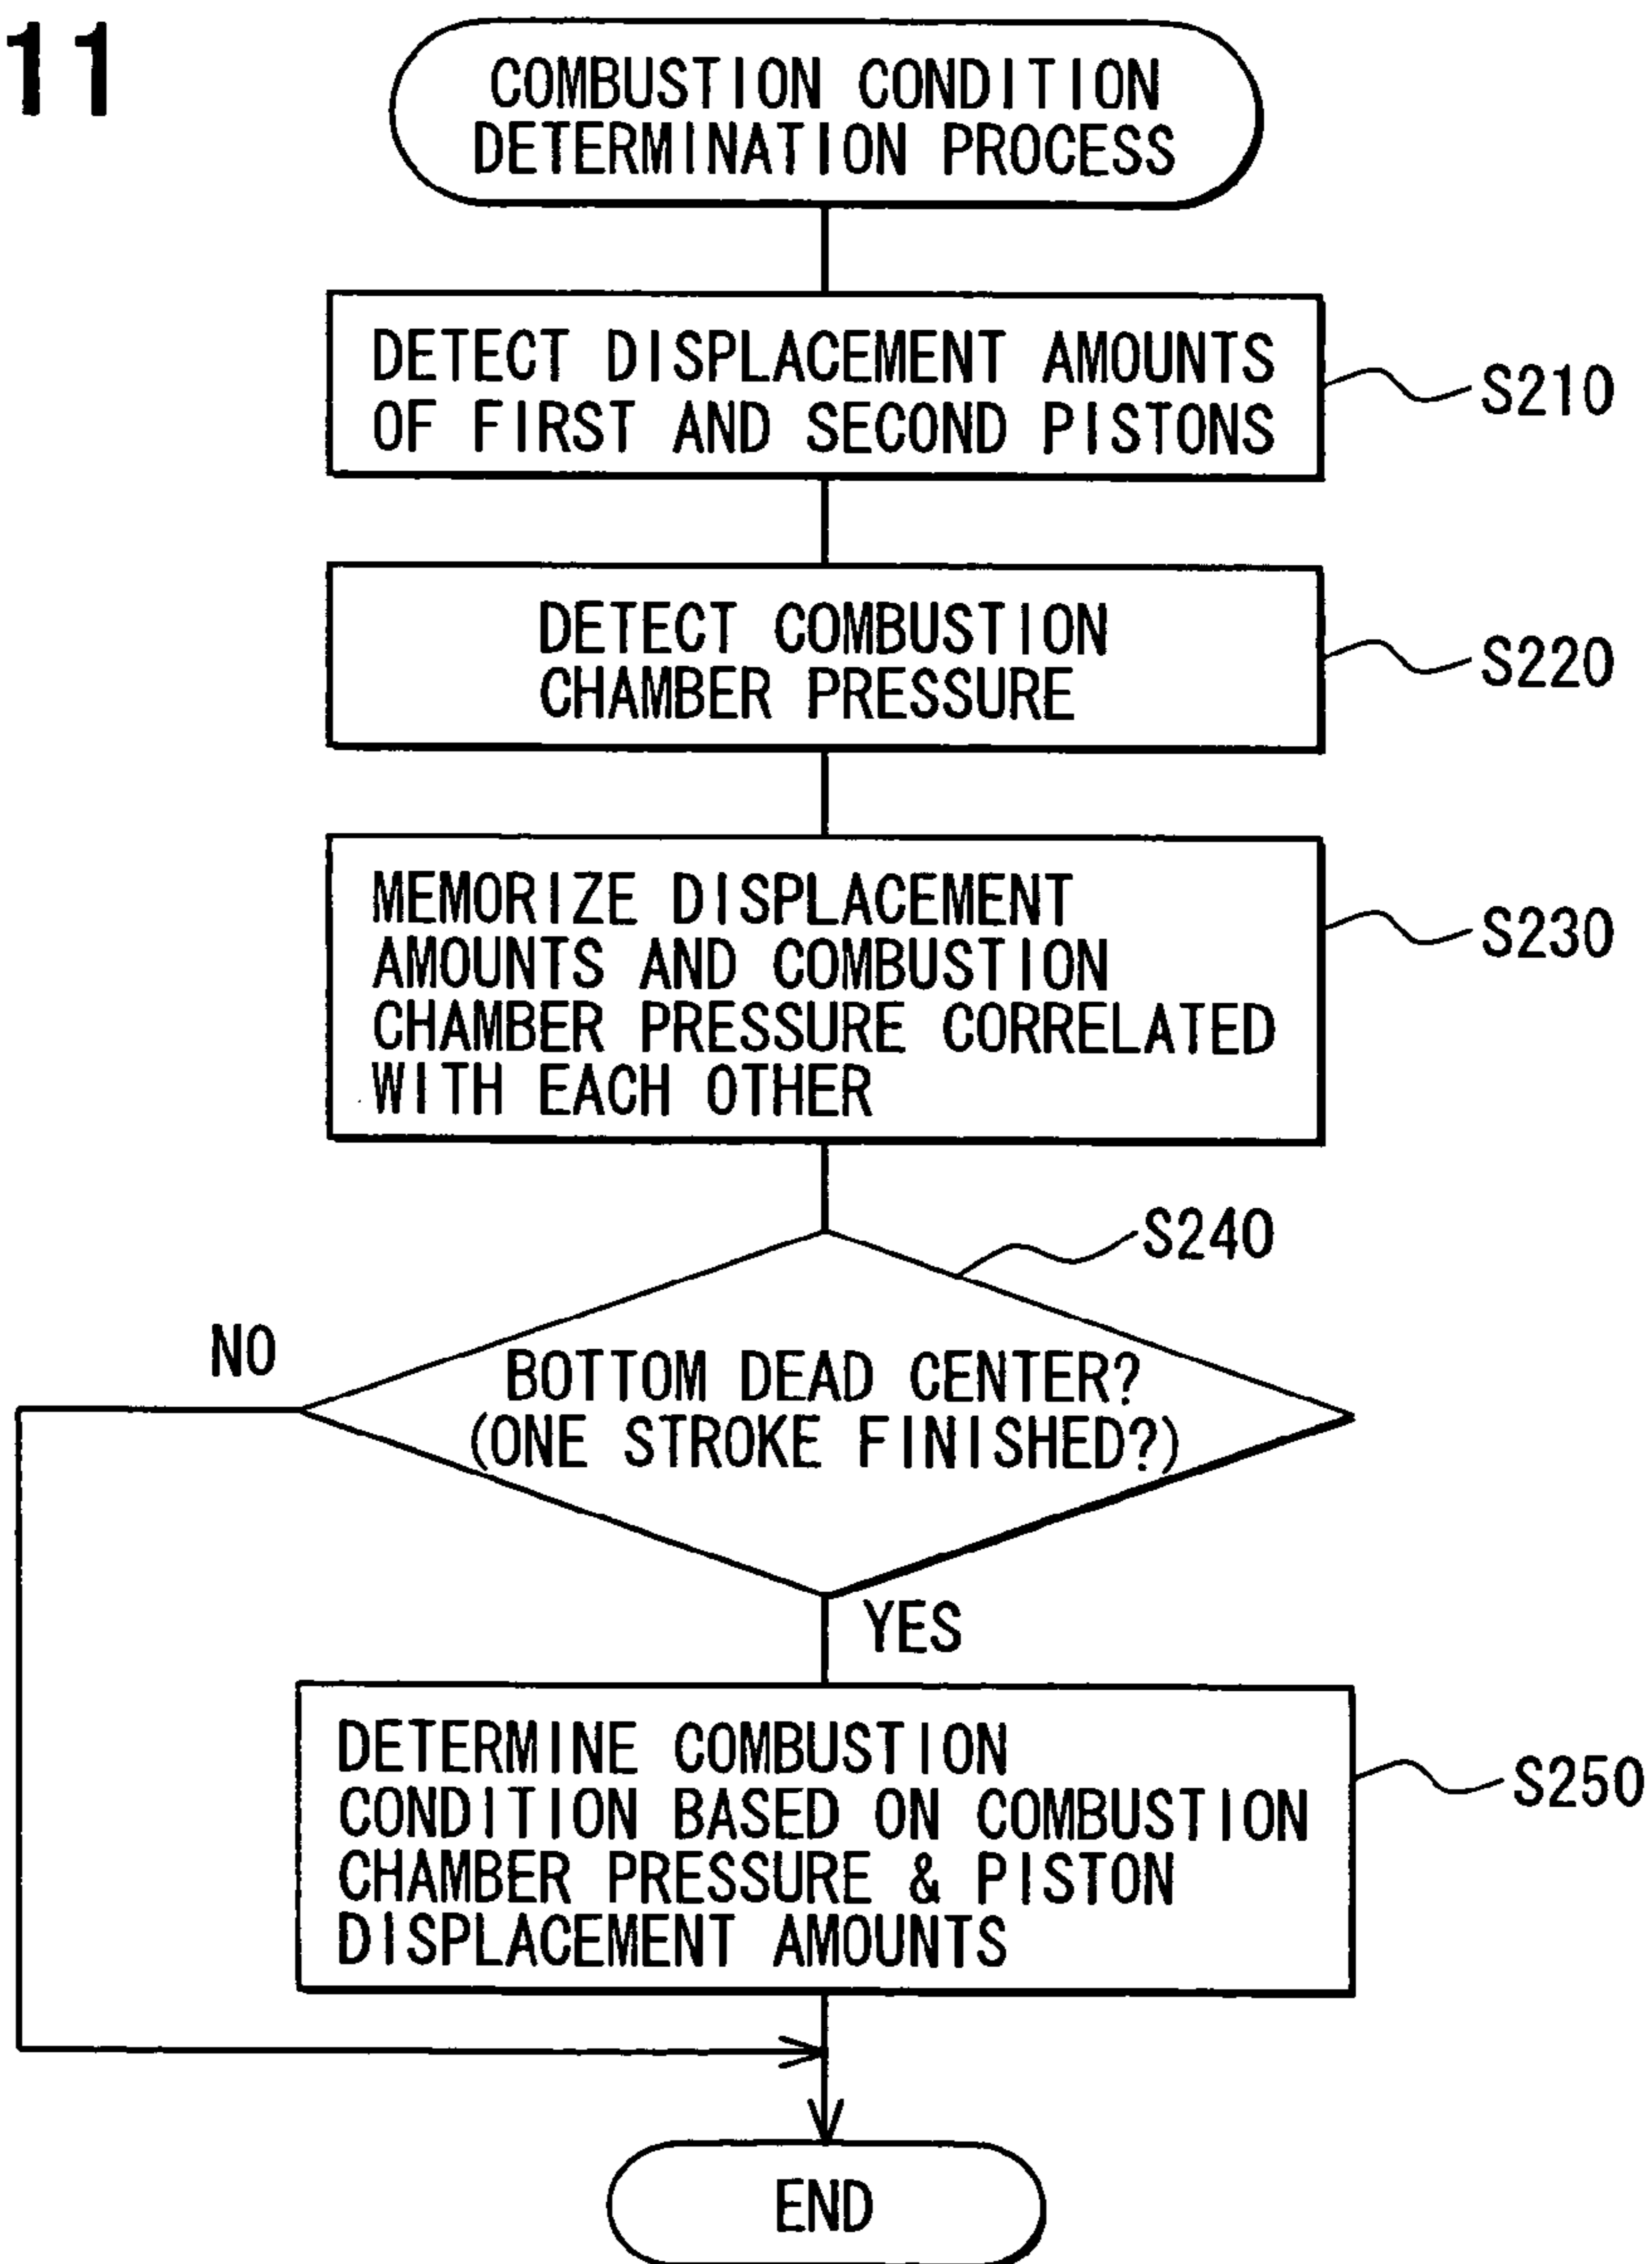 11
COMBUSTION CONDITION
DETERMINATION PROCESS
DETECT DISPLACEMENT AMOUNTS
OF FIRST AND SECOND PISTONS
S210
DETECT COMBUSTION
CHAMBER PRESSURE
S220
MEMORIZE DISPLACEMENT
AMOUNTS AND COMBUSTION
CHAMBER PRESSURE CORRELATED
WITH EACH OTHER
S230
S240
NO
BOTTOM DEAD CENTER?
(ONE STROKE FINISHED?)
YES
DETERMINE COMBUSTION
CONDITION BASED ON COMBUSTION
CHAMBER PRESSURE & PISTON
DISPLACEMENT AMOUNTS
S250
END